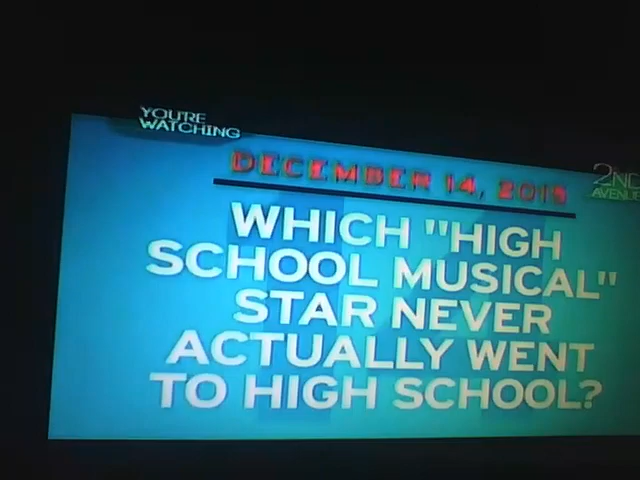 YOU'RE
WATCHING
DECEMBER 14, 2015
2ND
AVENUE
WHICH "HIGH
SCHOOL MUSICAL"
STAR NEVER
ACTUALLY WENT
TO HIGH SCHOOL?